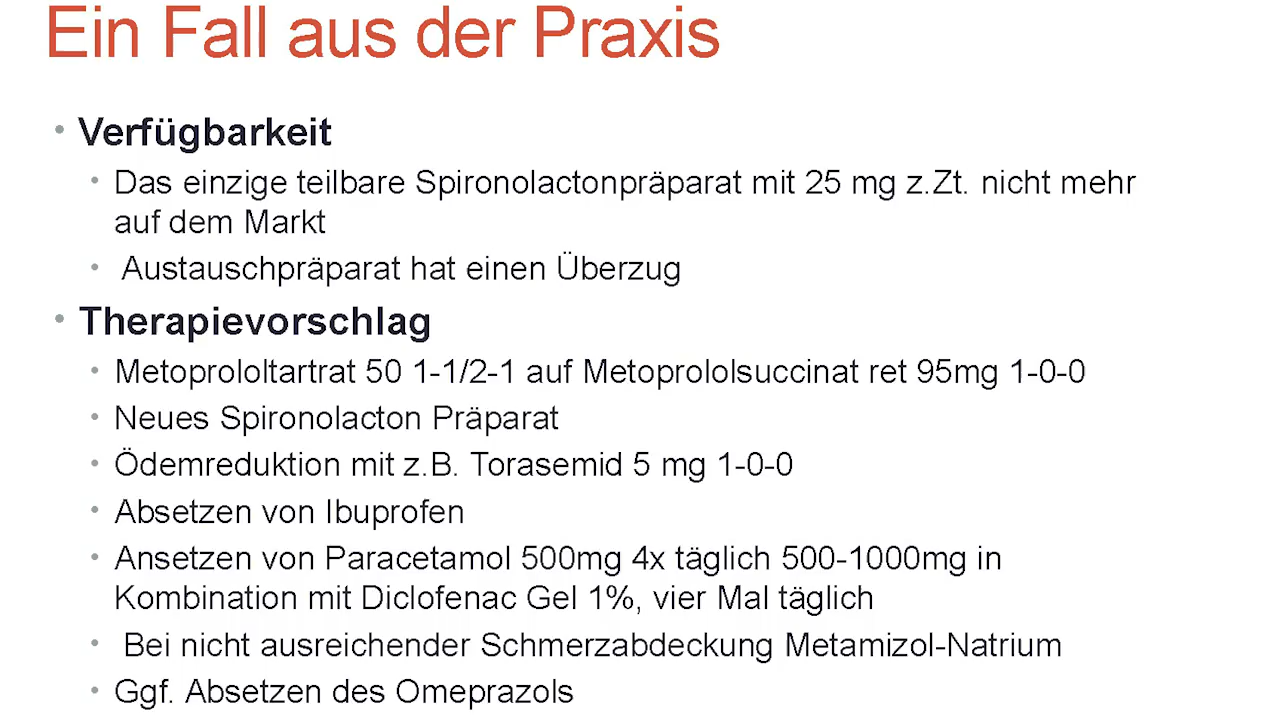 Ein Fall aus der Praxis
• Verfügbarkeit
• Das einzige teilbare Spironolactonpräparat mit 25 mg z.Zt. nicht mehr
auf dem Markt
• Austauschpräparat hat einen Überzug
• Therapievorschlag
• Metoprololtartrat 50 1-1/2-1 auf Metoprololsuccinat ret 95mg 1-0-0
• Neues Spironolacton Präparat
• Ödemreduktion mit z.B. Torasemid 5 mg 1-0-0
• Absetzen von Ibuprofen
• Ansetzen von Paracetamol 500mg 4x täglich 500-1000mg in
Kombination mit Diclofenac Gel 1%, vier Mal täglich
• Bei nicht ausreichender Schmerzabdeckung Metamizol-Natrium
• Ggf. Absetzen des Omeprazols